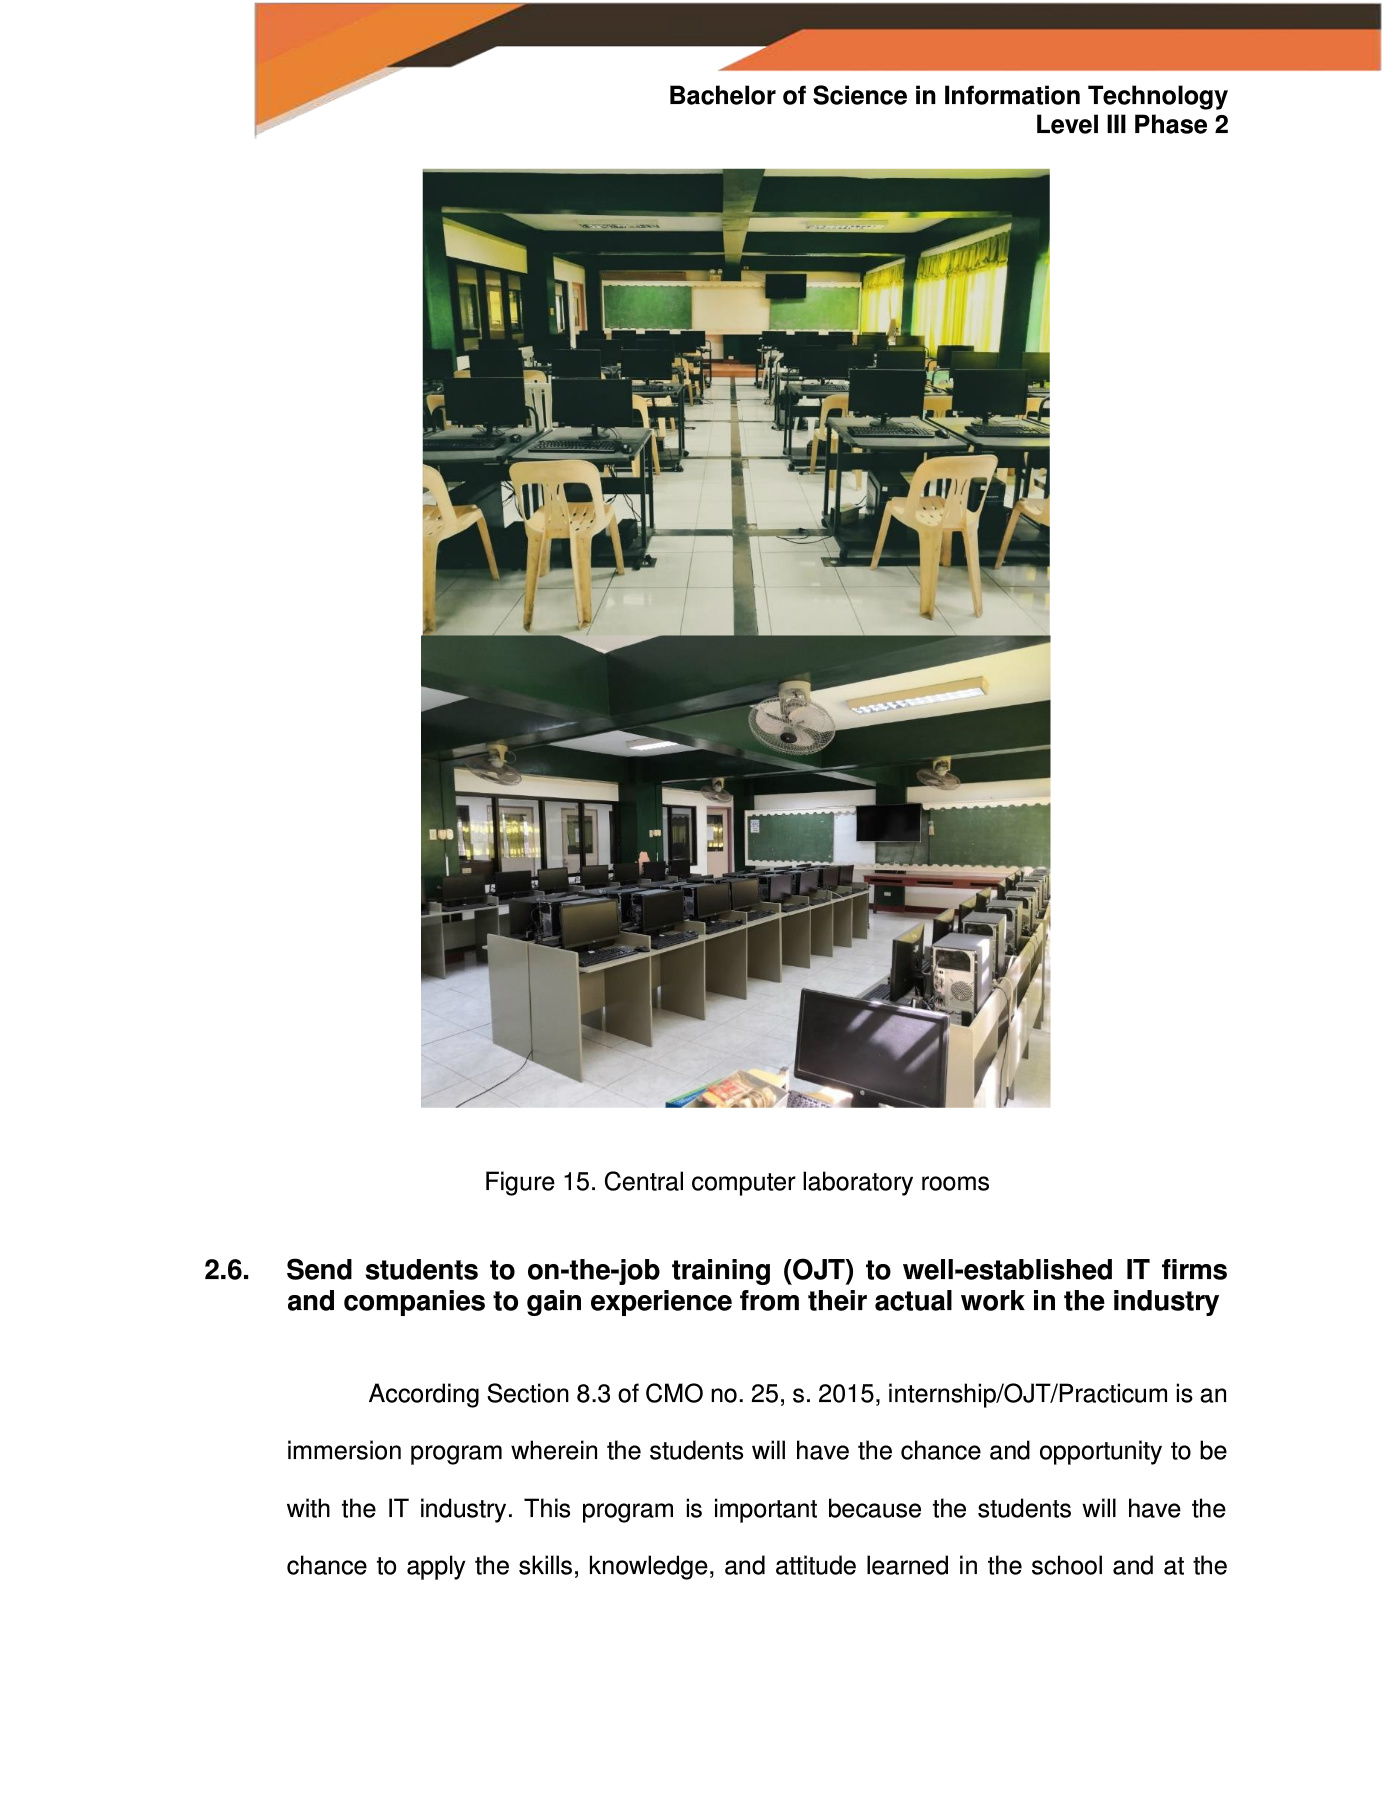 Bachelor of Science in Information Technology
Level III Phase 2
Figure 15. Central computer laboratory rooms
2.6. Send students to on-the-job training (OJT) to well-established IT firms
and companies to gain experience from their actual work in the industry
According Section 8.3 of CMO no. 25, s. 2015, internship/OJT/Practicum is an
immersion program wherein the students will have the chance and opportunity to be
with the IT industry. This program is important because the students will have the
chance to apply the skills, knowledge, and attitude learned in the school and at the